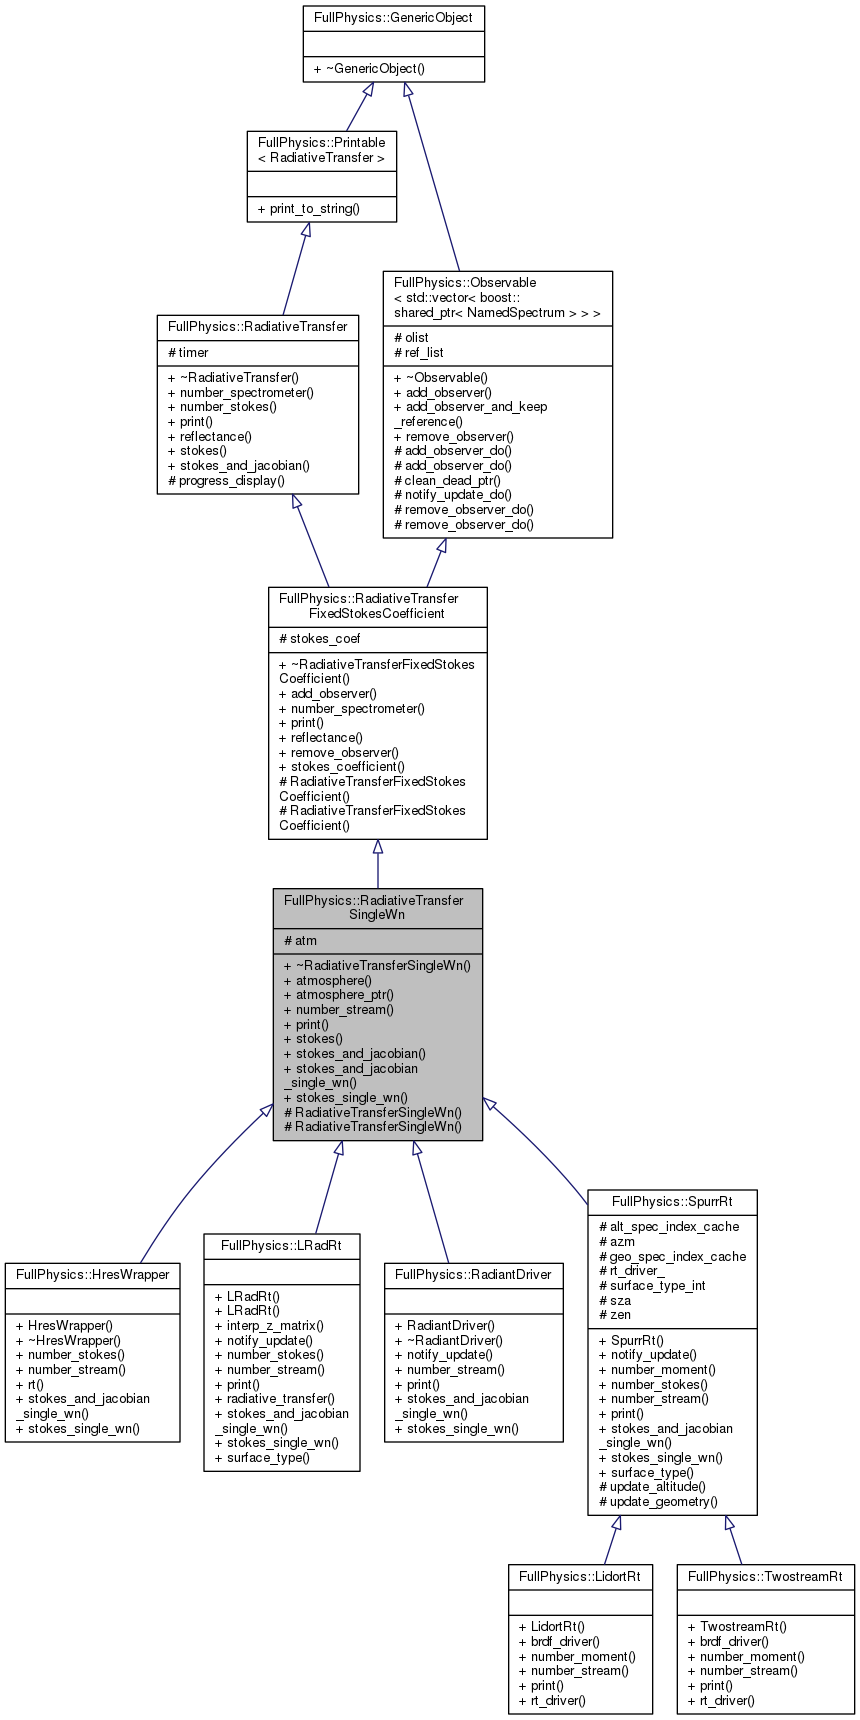 FullPhysics::GenericObject
+ ~GenericObject()
FullPhysics::Printable
< RadiativeTransfer >
+ print_to_string()
FullPhysics::Observable
< std::vector< boost::
shared_ptr< NamedSpectrum > > >
# olist
# ref_list
+ ~Observable()
+ add_observer()
+ add_observer_and_keep
_reference()
+ remove_observer()
# add_observer_do()
# add_observer_do()
# clean_dead_ptr()
# notify_update_do()
# remove_observer_do()
# remove_observer_do()
FullPhysics::RadiativeTransfer
# timer
+ ~RadiativeTransfer()
+ number_spectrometer()
+ number_stokes()
+ print()
+ reflectance()
+ stokes()
+ stokes_and_jacobian()
# progress_display()
FullPhysics::RadiativeTransfer
FixedStokesCoefficient
# stokes_coef
+ ~RadiativeTransferFixedStokes
Coefficient()
+ add_observer()
+ number_spectrometer()
+ print()
+ reflectance()
+ remove_observer()
+ stokes_coefficient()
# RadiativeTransferFixedStokes
Coefficient()
# RadiativeTransferFixedStokes
Coefficient()
FullPhysics::RadiativeTransfer
SingleWn
# atm
+ ~RadiativeTransferSingleWn()
+ atmosphere()
+ atmosphere_ptr()
+ number_stream()
+ print()
+ stokes()
+ stokes_and_jacobian()
+ stokes_and_jacobian
_single_wn()
+ stokes_single_wn()
# RadiativeTransferSingleWn()
# RadiativeTransferSingleWn()
FullPhysics::HresWrapper
+ HresWrapper()
+ ~HresWrapper()
+ number_stokes()
+ number_stream()
+ rt()
+ stokes_and_jacobian
_single_wn()
+ stokes_single_wn()
FullPhysics::LRadRt
+ LRadRt()
+ LRadRt()
+ interp_z_matrix()
+ notify_update()
+ number_stokes()
+ number_stream()
+ print()
+ radiative_transfer()
+ stokes_and_jacobian
_single_wn()
+ stokes_single_wn()
+ surface_type()
FullPhysics::RadiantDriver
+ RadiantDriver()
+ ~RadiantDriver()
+ notify_update()
+ number_stream()
+ print()
+ stokes_and_jacobian
_single_wn()
+ stokes_single_wn()
FullPhysics::SpurrRt
# alt_spec_index_cache
# azm
# geo_spec_index_cache
# rt_driver_
# surface_type_int
# sza
# zen
+ SpurrRt()
+ notify_update()
+ number_moment()
+ number_stokes()
+ number_stream()
+ print()
+ stokes_and_jacobian
_single_wn()
+ stokes_single_wn()
+ surface_type()
# update_altitude()
# update_geometry()
FullPhysics::LidortRt
+ LidortRt()
+ brdf_driver()
+ number_moment()
+ number_stream()
+ print()
+ rt_driver()
FullPhysics::TwostreamRt
+ TwostreamRt()
+ brdf_driver()
+ number_moment()
+ number_stream()
+ print()
+ rt_driver()